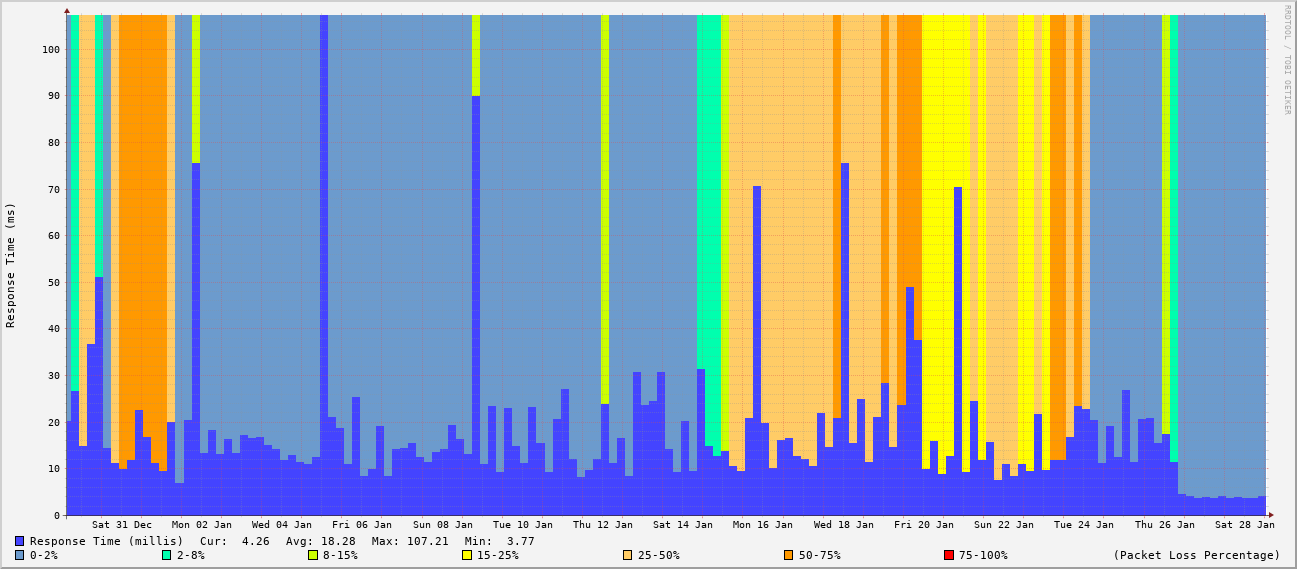 RRDTOOL / TOBI OETIKER
Response Time (ms)
100
90
80
70
60
50
40
30
20
10
0
Sat 31 Dec Mon 02 Jan Wed 04 Jan Fri 06 Jan Sun 08 Jan Tue 10 Jan Thu 12 Jan Sat 14 Jan Mon 16 Jan Wed 18 Jan Fri 20 Jan Sun 22 Jan Tue 24 Jan Thu 26 Jan Sat 28 Jan
Response Time (millis) Cur: 4.26 Avg: 18.28 Max: 107.21 Min: 3.77
0-2% 2-8% 8-15% 15-25% 25-50% 50-75% 75-100% (Packet Loss Percentage)